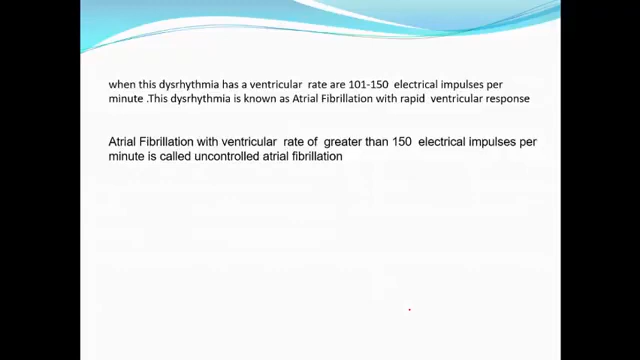 when this dysrhythmia has a ventricular rate are 101-150 electrical impulses per
minute .This dysrhythmia is known as Atrial Fibrillation with rapid ventricular response
Atrial Fibrillation with ventricular rate of greater than 150 electrical impulses per
minute is called uncontrolled atrial fibrillation